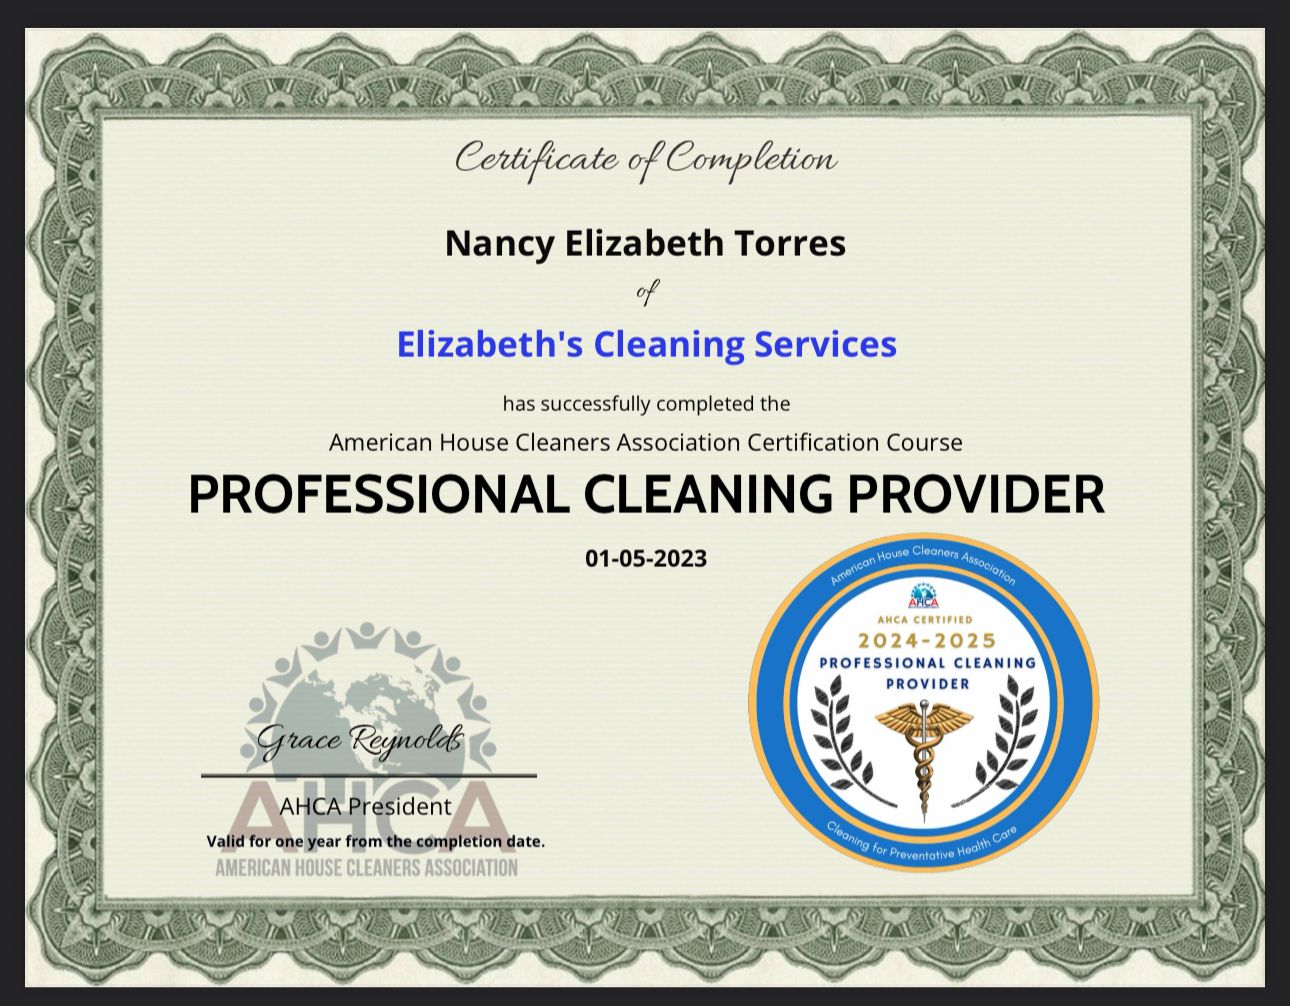 Certificate of Completion
Nancy Elizabeth Torres
of
Elizabeth's Cleaning Services
has successfully completed the
American House Cleaners Association Certification Course
PROFESSIONAL CLEANING PROVIDER
01-05-2023
American House Cleaners Association
AHCA
AHCA CERTIFIED
2024-2025
PROFESSIONAL CLEANING
PROVIDER
Cleaning for Preventative Health Care
Grace Reynolds
AHCA President
AHCA
Valid for one year from the completion date.
AMERICAN HOUSE CLEANERS ASSOCIATION